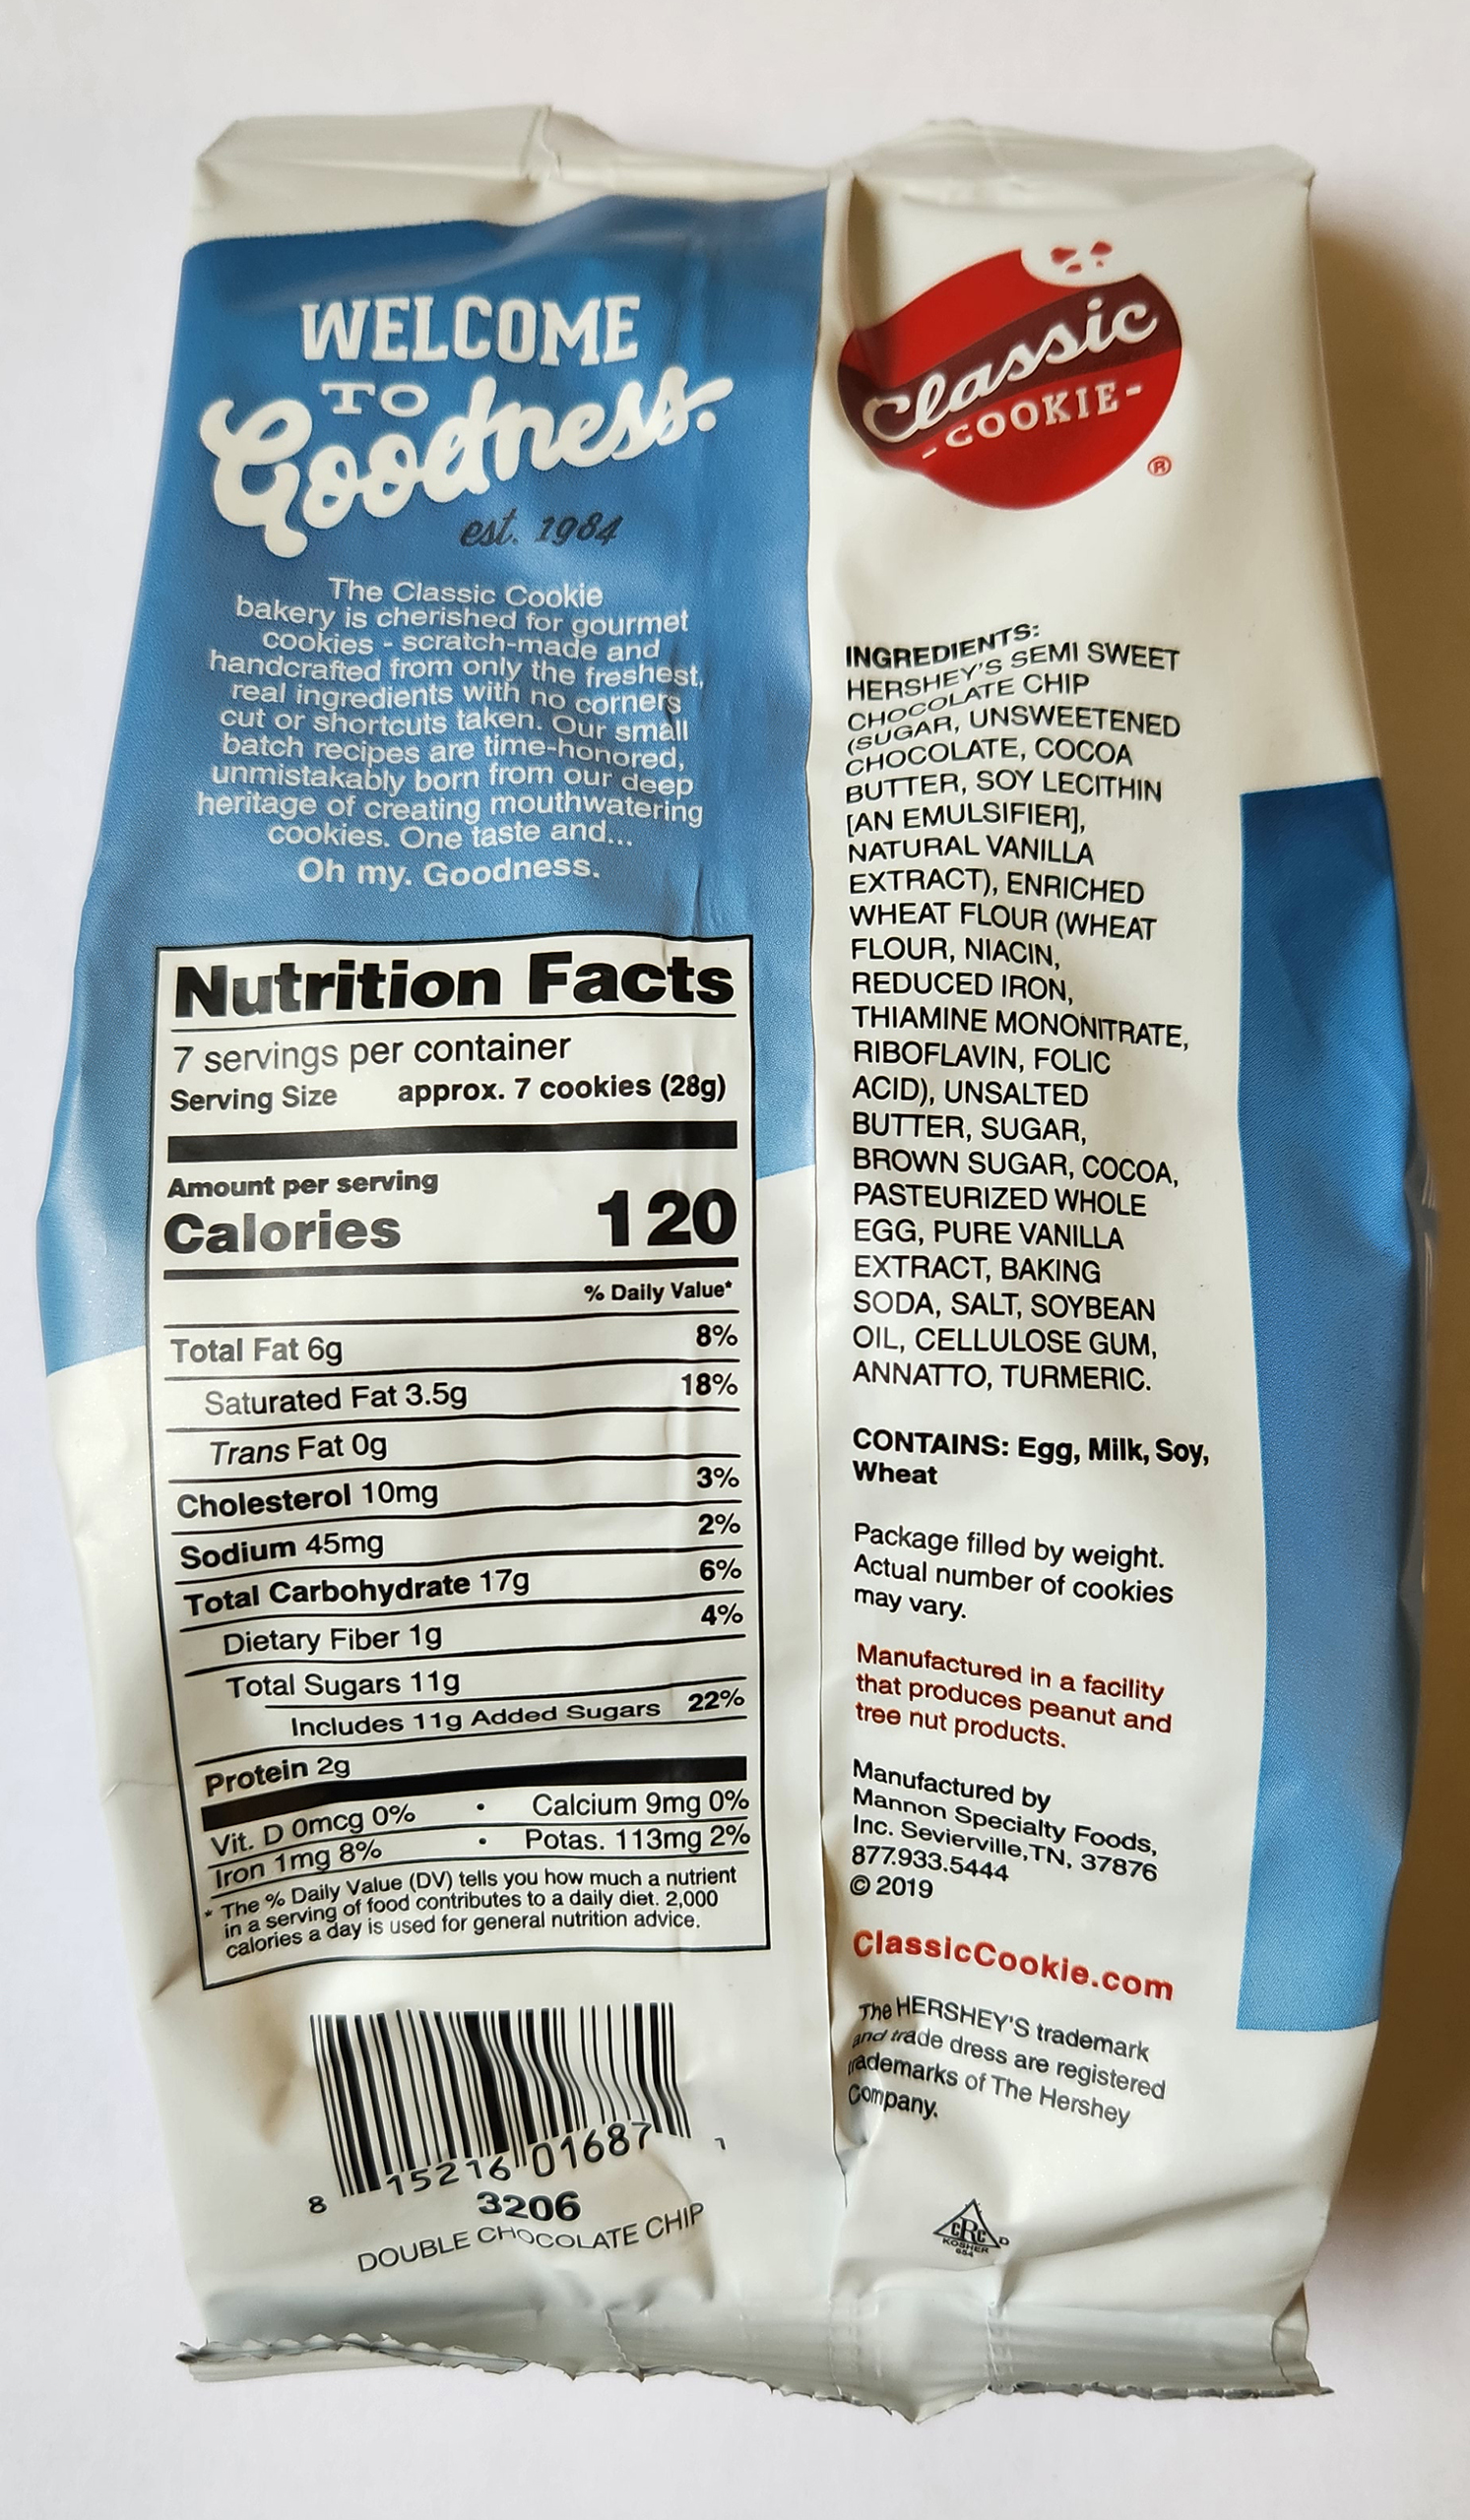 WELCOME
TO
Goodness.
est. 1984
The Classic Cookie
bakery is cherished for gourmet
cookies - scratch-made and
handcrafted from only the freshest,
real ingredients with no corners
cut or shortcuts taken. Our small
batch recipes are time-honored,
unmistakably born from our deep
heritage of creating mouthwatering
cookies. One taste and...
Oh my. Goodness.
Nutrition Facts
7 servings per container
Serving Size approx. 7 cookies (28g)
Amount per serving
Calories 120
% Daily Value*
Total Fat 6g 8%
Saturated Fat 3.5g 18%
Trans Fat 0g
Cholesterol 10mg 3%
Sodium 45mg 2%
Total Carbohydrate 17g 6%
Dietary Fiber 1g 4%
Total Sugars 11g
Includes 11g Added Sugars 22%
Protein 2g
Vit. D 0mcg 0% • Calcium 9mg 0%
Iron 1mg 8% • Potas. 113mg 2%
* The % Daily Value (DV) tells you how much a nutrient
in a serving of food contributes to a daily diet. 2,000
calories a day is used for general nutrition advice.
8 15216 01687 1
3206
DOUBLE CHOCOLATE CHIP
Classic
-COOKIE-
®
INGREDIENTS:
HERSHEY'S SEMI SWEET
CHOCOLATE CHIP
(SUGAR, UNSWEETENED
CHOCOLATE, COCOA
BUTTER, SOY LECITHIN
[AN EMULSIFIER],
NATURAL VANILLA
EXTRACT), ENRICHED
WHEAT FLOUR (WHEAT
FLOUR, NIACIN,
REDUCED IRON,
THIAMINE MONONITRATE,
RIBOFLAVIN, FOLIC
ACID), UNSALTED
BUTTER, SUGAR,
BROWN SUGAR, COCOA,
PASTEURIZED WHOLE
EGG, PURE VANILLA
EXTRACT, BAKING
SODA, SALT, SOYBEAN
OIL, CELLULOSE GUM,
ANNATTO, TURMERIC.
CONTAINS: Egg, Milk, Soy,
Wheat
Package filled by weight.
Actual number of cookies
may vary.
Manufactured in a facility
that produces peanut and
tree nut products.
Manufactured by
Mannon Specialty Foods,
Inc. Sevierville,TN, 37876
877.933.5444
© 2019
ClassicCookie.com
The HERSHEY'S trademark
and trade dress are registered
trademarks of The Hershey
Company.
cRc D
KOSHER